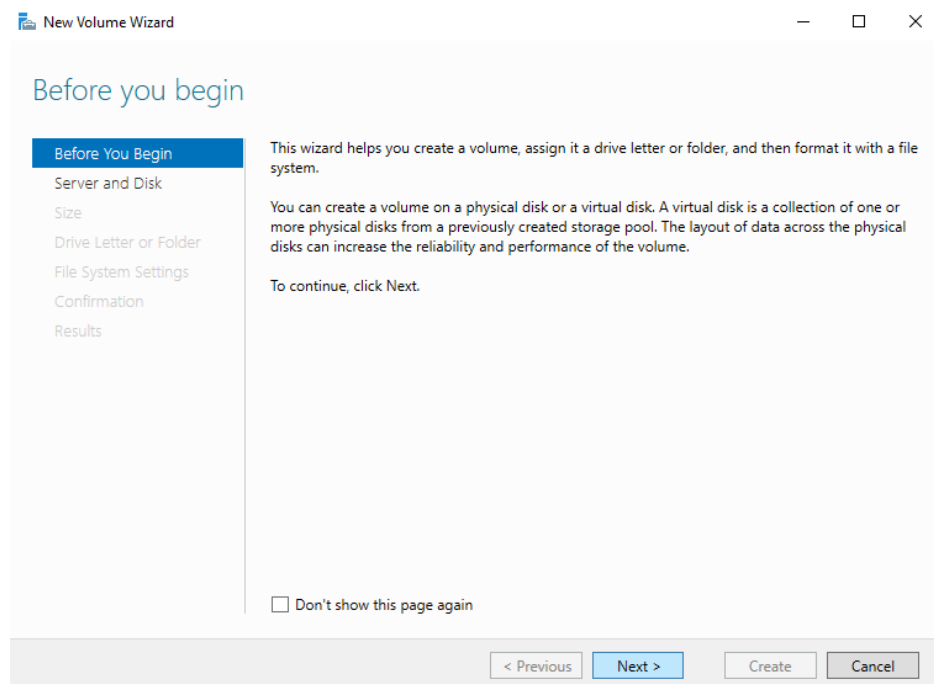 New Volume Wizard
Before you begin
Before You Begin
Server and Disk
Size
Drive Letter or Folder
File System Settings
Confirmation
Results
This wizard helps you create a volume, assign it a drive letter or folder, and then format it with a file
system.
You can create a volume on a physical disk or a virtual disk. A virtual disk is a collection of one or
more physical disks from a previously created storage pool. The layout of data across the physical
disks can increase the reliability and performance of the volume.
To continue, click Next.
Don't show this page again
< Previous
Next >
Create
Cancel